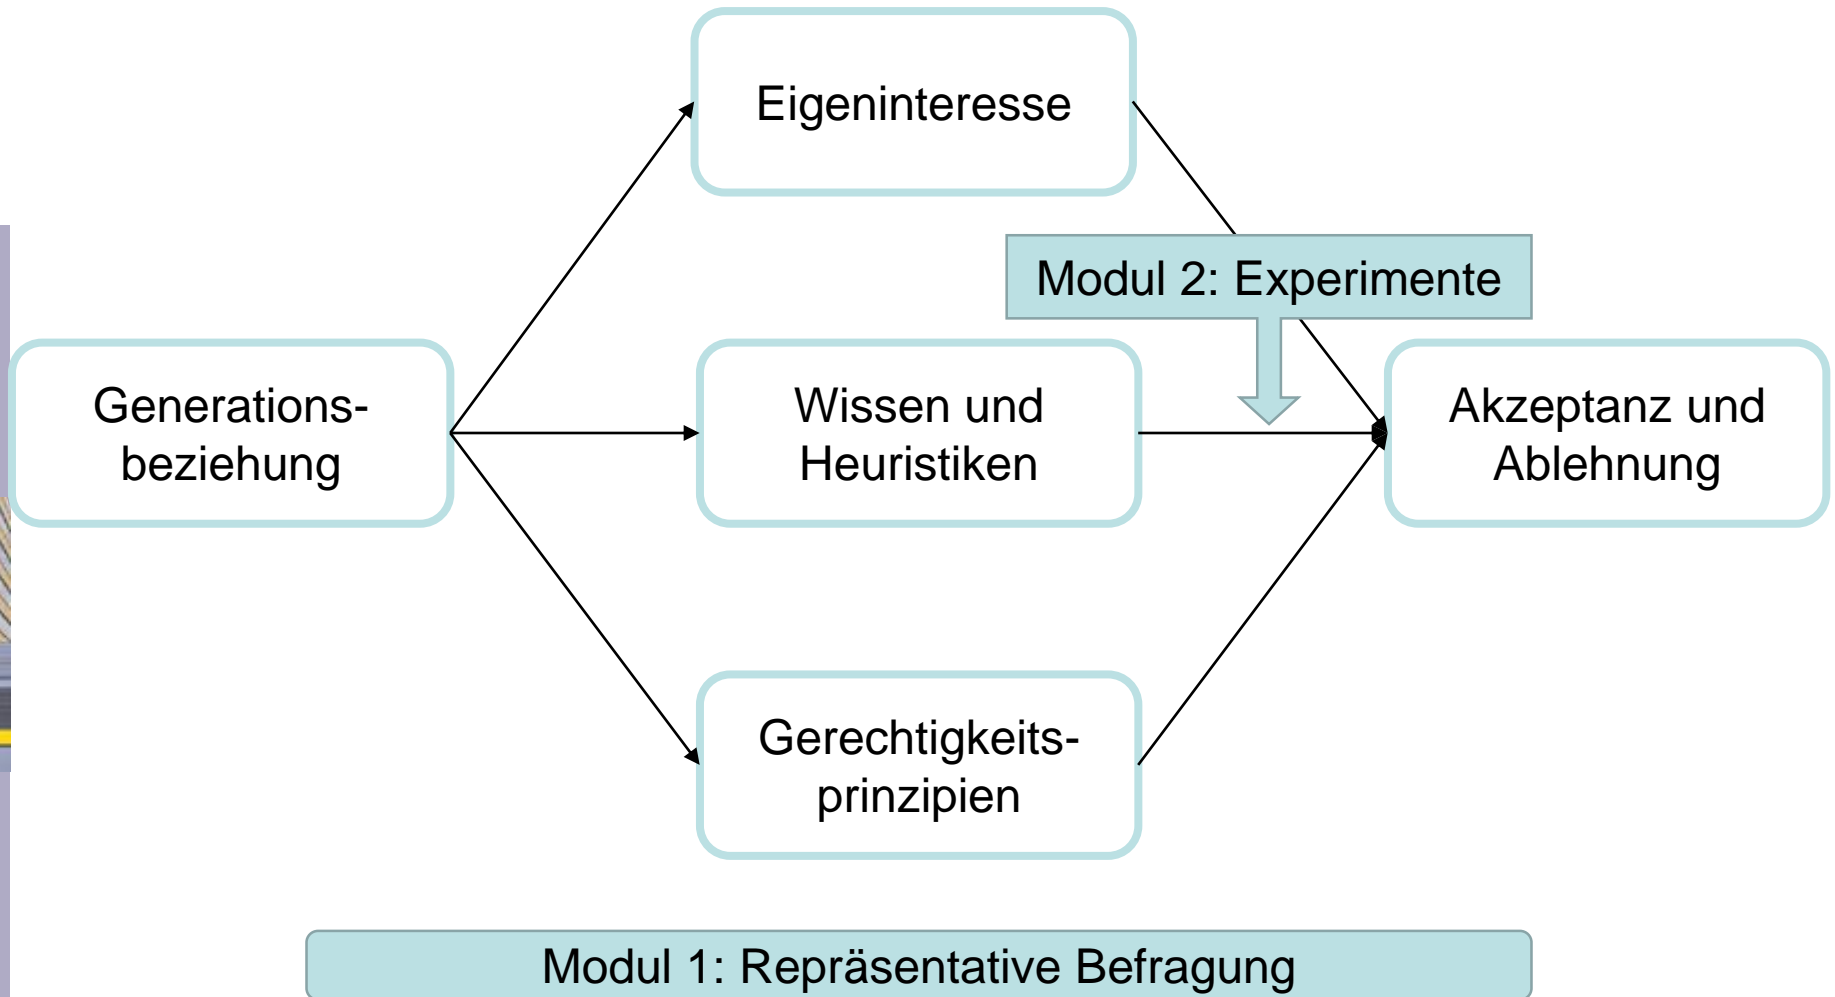 Eigeninteresse
Modul 2: Experimente
Generations-
beziehung
Wissen und
Heuristiken
Akzeptanz und
Ablehnung
Gerechtigkeits-
prinzipien
Modul 1: Repräsentative Befragung